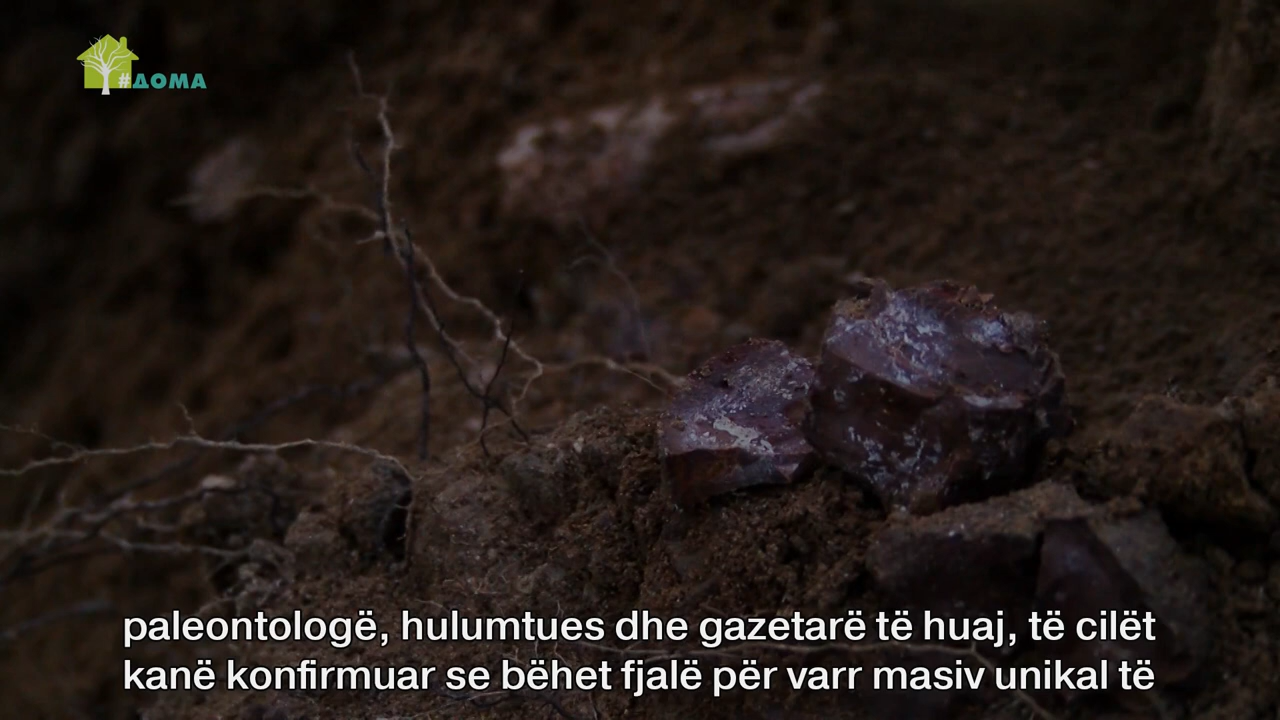 #ДОМА
paleontologë, hulumtues dhe gazetarë të huaj, të cilët
kanë konfirmuar se bëhet fjalë për varr masiv unikal të